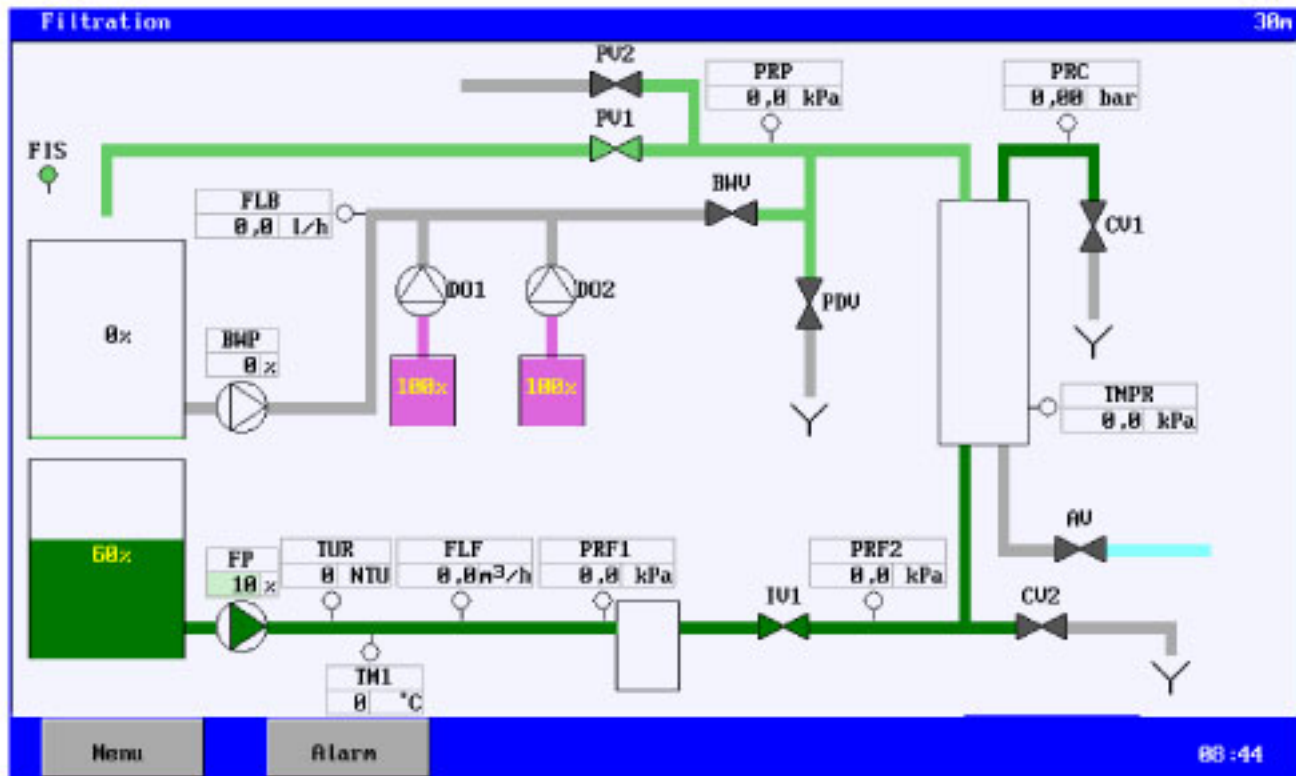 Filtration 30m
PV2
PRP
0,0 kPa
PRC
0,00 bar
PV1
FIS
FLB
0,0 l/h
BWV
CV1
DO1
DO2
PDV
0%
BWP
0 %
100%
100%
TMPR
0,0 kPa
AV
60%
FP
10 %
TUR
0 NTU
FLF
0,0m³/h
PRF1
0,0 kPa
IV1
PRF2
0,0 kPa
CV2
TM1
0 °C
Menu
Alarm
08:44